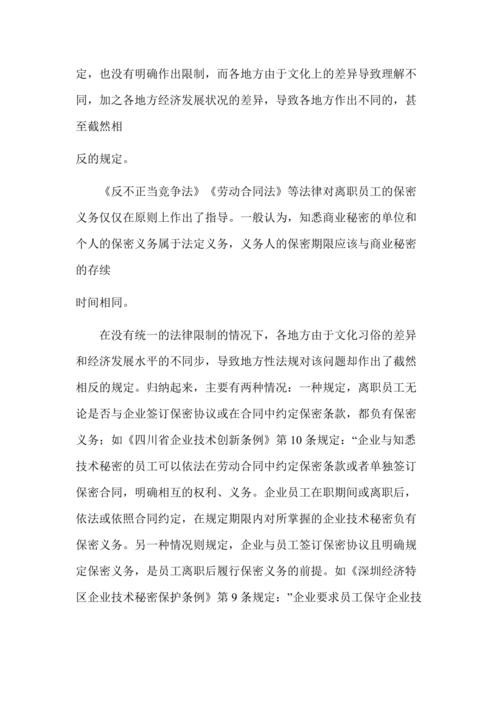 定，也没有明确作出限制，而各地方由于文化上的差异导致理解不
同，加之各地方经济发展状况的差异，导致各地方作出不同的，甚
至截然相
反的规定。
《反不正当竞争法》《劳动合同法》等法律对离职员工的保密
义务仅仅在原则上作出了指导。一般认为，知悉商业秘密的单位和
个人的保密义务属于法定义务，义务人的保密期限应该与商业秘密
的存续
时间相同。
在没有统一的法律限制的情况下，各地方由于文化习俗的差异
和经济发展水平的不同步，导致地方性法规对该问题却作出了截然
相反的规定。归纳起来，主要有两种情况：一种规定，离职员工无
论是否与企业签订保密协议或在合同中约定保密条款，都负有保密
义务；如《四川省企业技术创新条例》第 10 条规定：“企业与知悉
技术秘密的员工可以依法在劳动合同中约定保密条款或者单独签订
保密合同，明确相互的权利、义务。企业员工在职期间或离职后，
依法或依照合同约定，在规定期限内对所掌握的企业技术秘密负有
保密义务。另一种情况则规定，企业与员工签订保密协议且明确规
定保密义务，是员工离职后履行保密义务的前提。如《深圳经济特
区企业技术秘密保护条例》第 9 条规定：”企业要求员工保守企业技